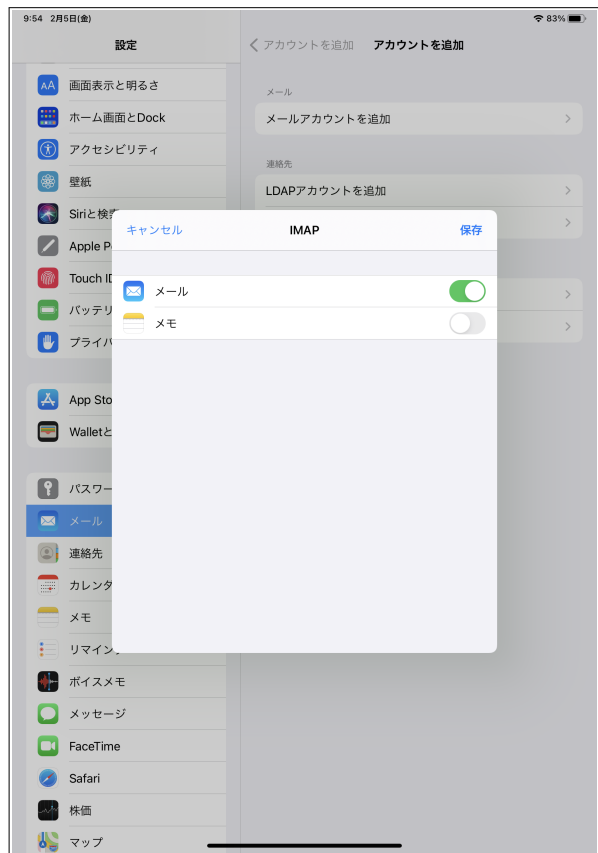 9:54 2月5日(金)
83%
設定
アカウントを追加
アカウントを追加
画面表示と明るさ
ホーム画面とDock
アクセシビリティ
壁紙
Siriと検索
Apple P
Touch ID
バッテリ
プライバ
App Sto
Walletと
パスワー
メール
連絡先
カレンダ
メモ
リマイン
ボイスメモ
メッセージ
FaceTime
Safari
株価
マップ
メール
メールアカウントを追加
連絡先
LDAPアカウントを追加
キャンセル
IMAP
保存
メール
メモ